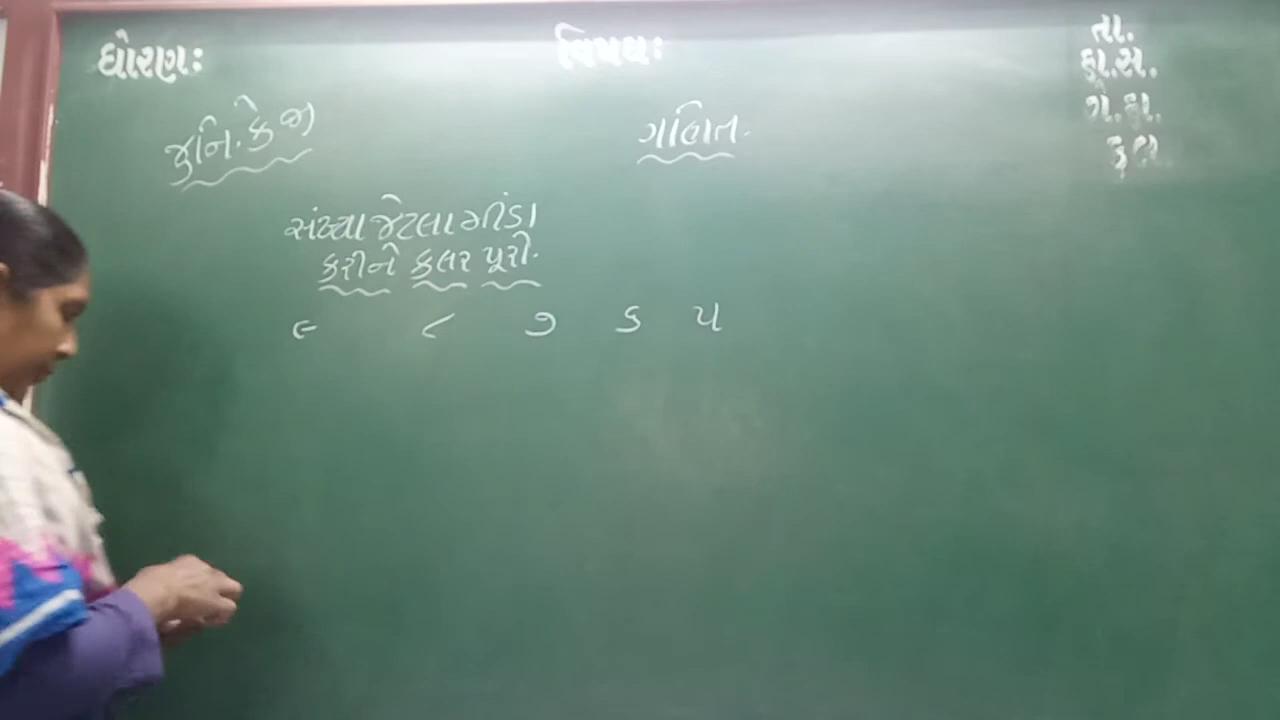 ધોરણઃ
વિષયઃ
તા.
કા.સ.
ગે.હા.
કુલ
જુનિ. કે જી
ગણિત.
સંખ્યા જેટલા મીંડા
કરીને કલર પૂરો.
૯ ૮ ૭ ૬ ૫